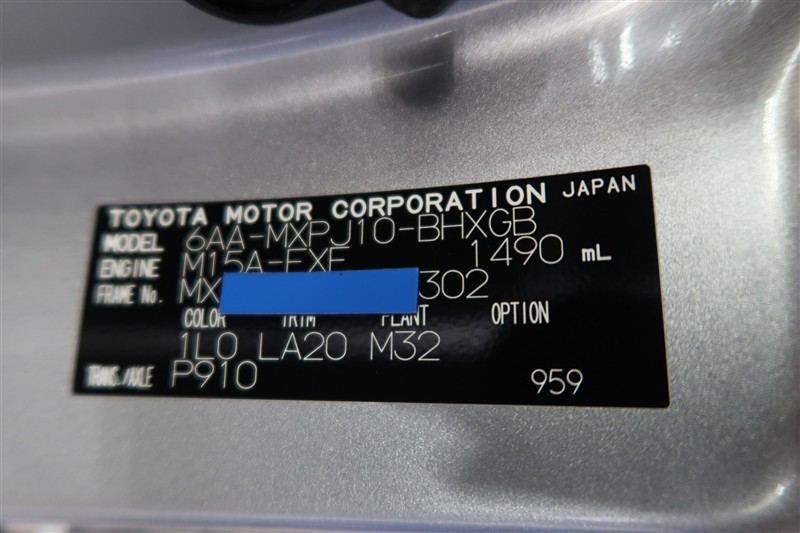 TOYOTA MOTOR CORPORATION JAPAN
MODEL 6AA-MXPJ10-BHXGB
ENGINE M15A-FXE 1490 mL
FRAME No. MX 302
COLOR TRIM PLANT OPTION
1L0 LA20 M32
TRANS./AXLE P910 959